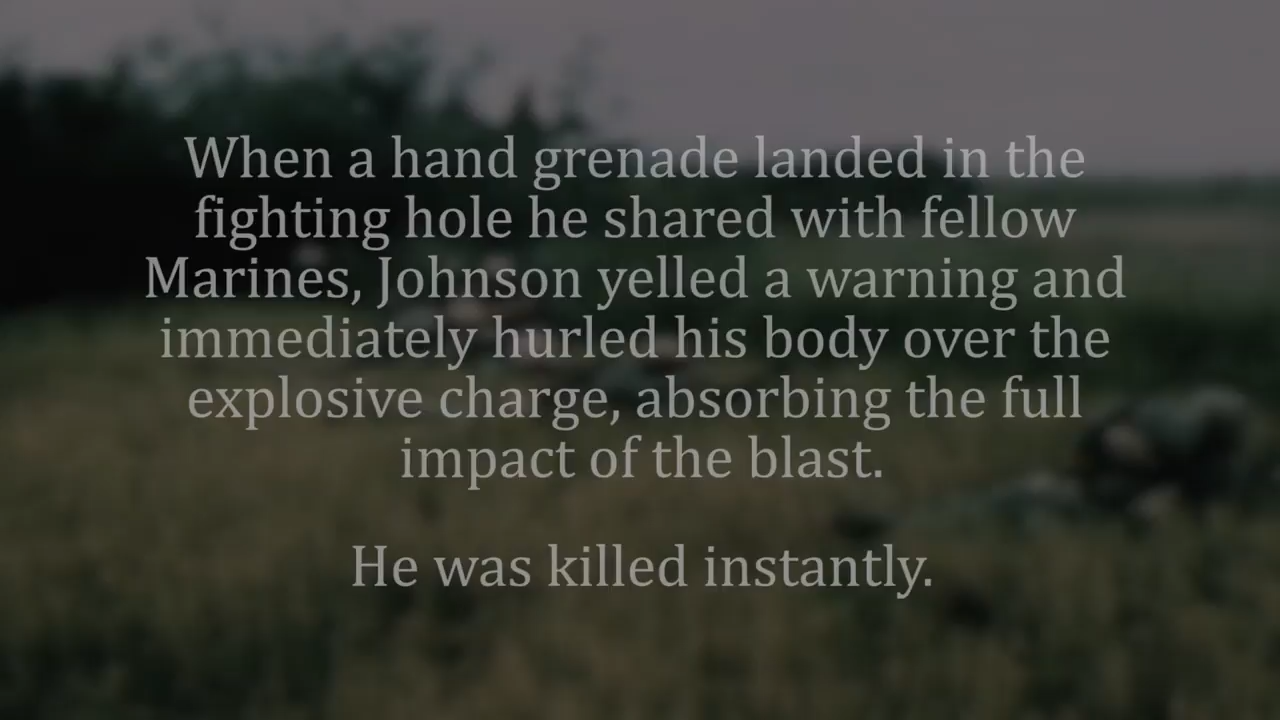 When a hand grenade landed in the
fighting hole he shared with fellow
Marines, Johnson yelled a warning and
immediately hurled his body over the
explosive charge, absorbing the full
impact of the blast.
He was killed instantly.